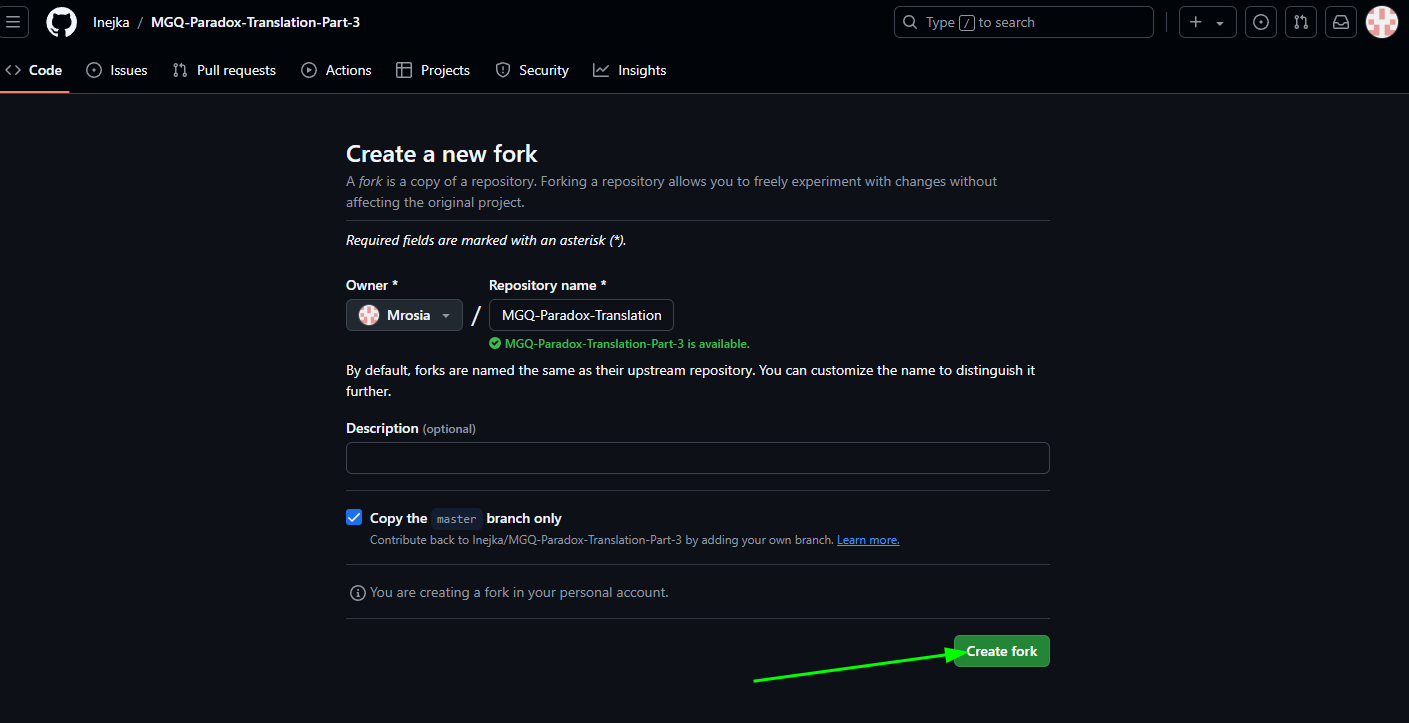 Inejka / MGQ-Paradox-Translation-Part-3
Type / to search
Code Issues Pull requests Actions Projects Security Insights
Create a new fork
A fork is a copy of a repository. Forking a repository allows you to freely experiment with changes without
affecting the original project.
Required fields are marked with an asterisk (*).
Owner * Repository name *
Mrosia / MGQ-Paradox-Translation
MGQ-Paradox-Translation-Part-3 is available.
By default, forks are named the same as their upstream repository. You can customize the name to distinguish it
further.
Description (optional)
Copy the master branch only
Contribute back to Inejka/MGQ-Paradox-Translation-Part-3 by adding your own branch. Learn more.
You are creating a fork in your personal account.
Create fork